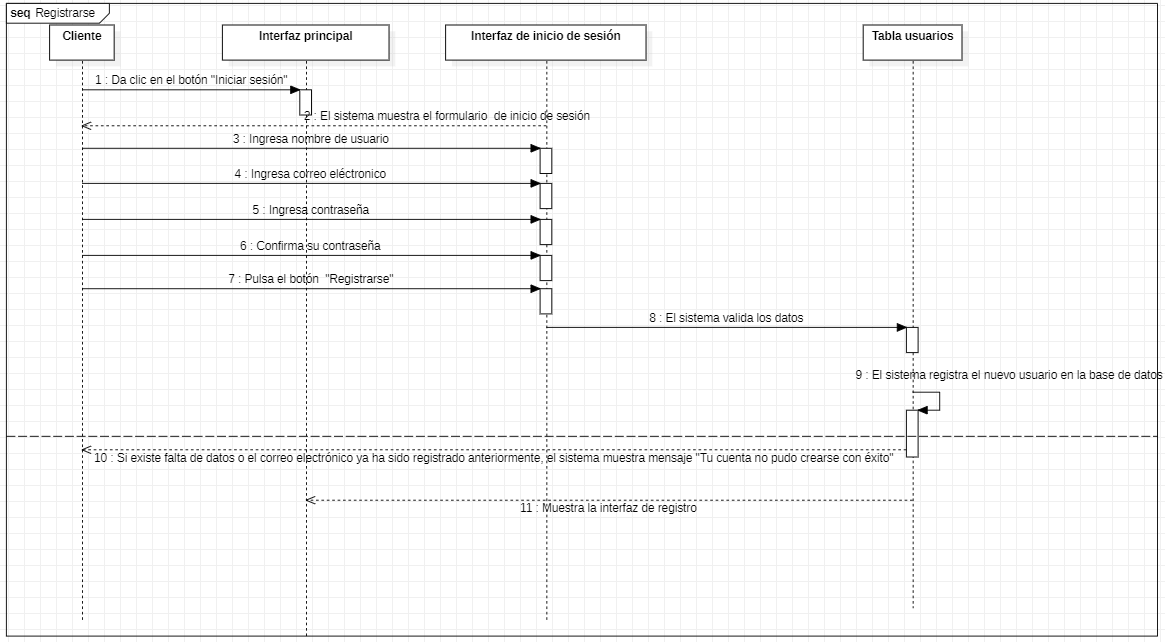 seq Registrarse
Cliente
Interfaz principal
Interfaz de inicio de sesión
Tabla usuarios
1 : Da clic en el botón "Iniciar sesión"
2 : El sistema muestra el formulario  de inicio de sesión
3 : Ingresa nombre de usuario
4 : Ingresa correo eléctronico
5 : Ingresa contraseña
6 : Confirma su contraseña
7 : Pulsa el botón  "Registrarse"
8 : El sistema valida los datos
9 : El sistema registra el nuevo usuario en la base de datos
10 : Si existe falta de datos o el correo electrónico ya ha sido registrado anteriormente, el sistema muestra mensaje "Tu cuenta no pudo crearse con éxito"
11 : Muestra la interfaz de registro